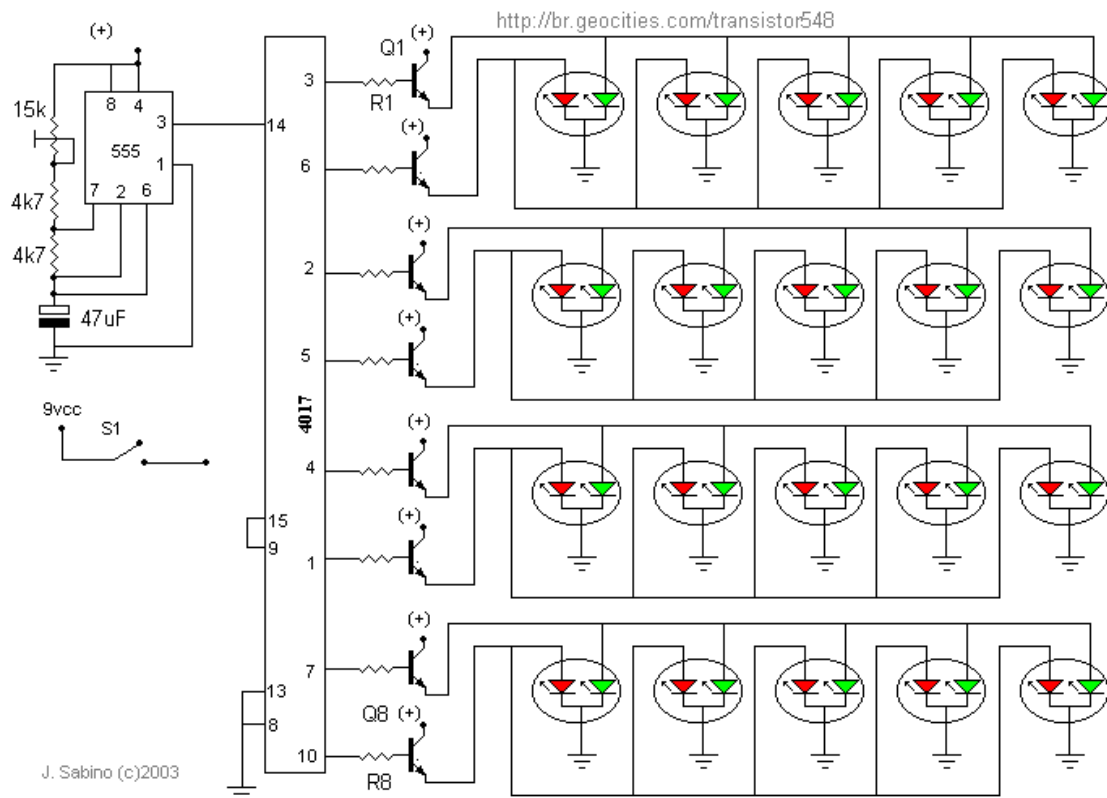 http://br.geocities.com/transistor548
(+)
15k
8 4
3
555
1
7 2 6
4k7
4k7
47uF
9vcc
S1
14
15
9
13
8
4017
3
6
2
5
4
1
7
10
Q1
(+)
R1
(+)
(+)
(+)
(+)
(+)
(+)
Q8
(+)
R8
J. Sabino (c)2003